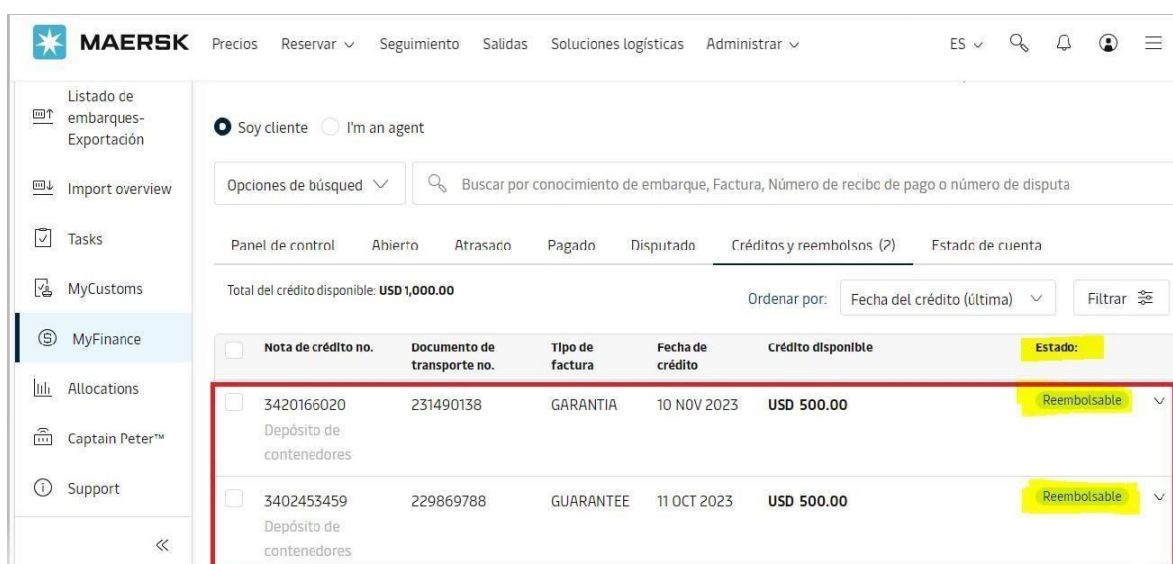 MAERSK Precios Reservar Seguimiento Salidas Soluciones logísticas Administrar ES
Listado de
embarques-
Exportación
Import overview
Tasks
MyCustoms
MyFinance
Allocations
Captain Peter™
Support
Soy cliente I'm an agent
Opciones de búsqued Buscar por conocimiento de embarque, Factura, Número de recibo de pago o número de disputa
Panel de control Abierto Atrasado Pagado Disputado Créditos y reembolsos (2) Estado de cuenta
Total del crédito disponible: USD 1,000.00 Ordenar por: Fecha del crédito (última) Filtrar
Nota de crédito no. Documento de Tipo de Fecha de Crédito disponible Estado:
transporte no. factura crédito
3420166020 231490138 GARANTIA 10 NOV 2023 USD 500.00 Reembolsable
Depósito de
contenedores
3402453459 229869788 GUARANTEE 11 OCT 2023 USD 500.00 Reembolsable
Depósito de
contenedores